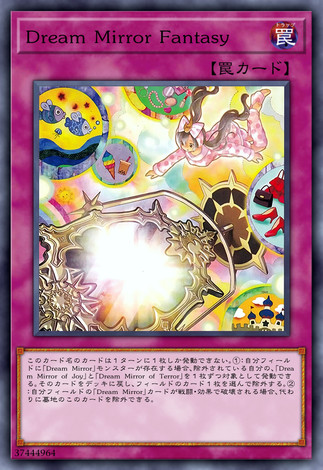 Dream Mirror Fantasy
トラップ
罠
【罠カード】
このカード名のカードは1ターンに1枚しか発動できない。①:自分フィール
ドに「Dream Mirror」モンスターが存在する場合、除外されている自分の、「Drea
m Mirror of Joy」と「Dream Mirror of Terror」を1枚ずつ対象として発動でき
る。そのカードをデッキに戻し、フィールドのカード1枚を選んで除外する。②
:自分フィールドの「Dream Mirror」カードが戦闘・効果で破壊される場合、代わ
りに墓地のこのカードを除外できる。
37444964